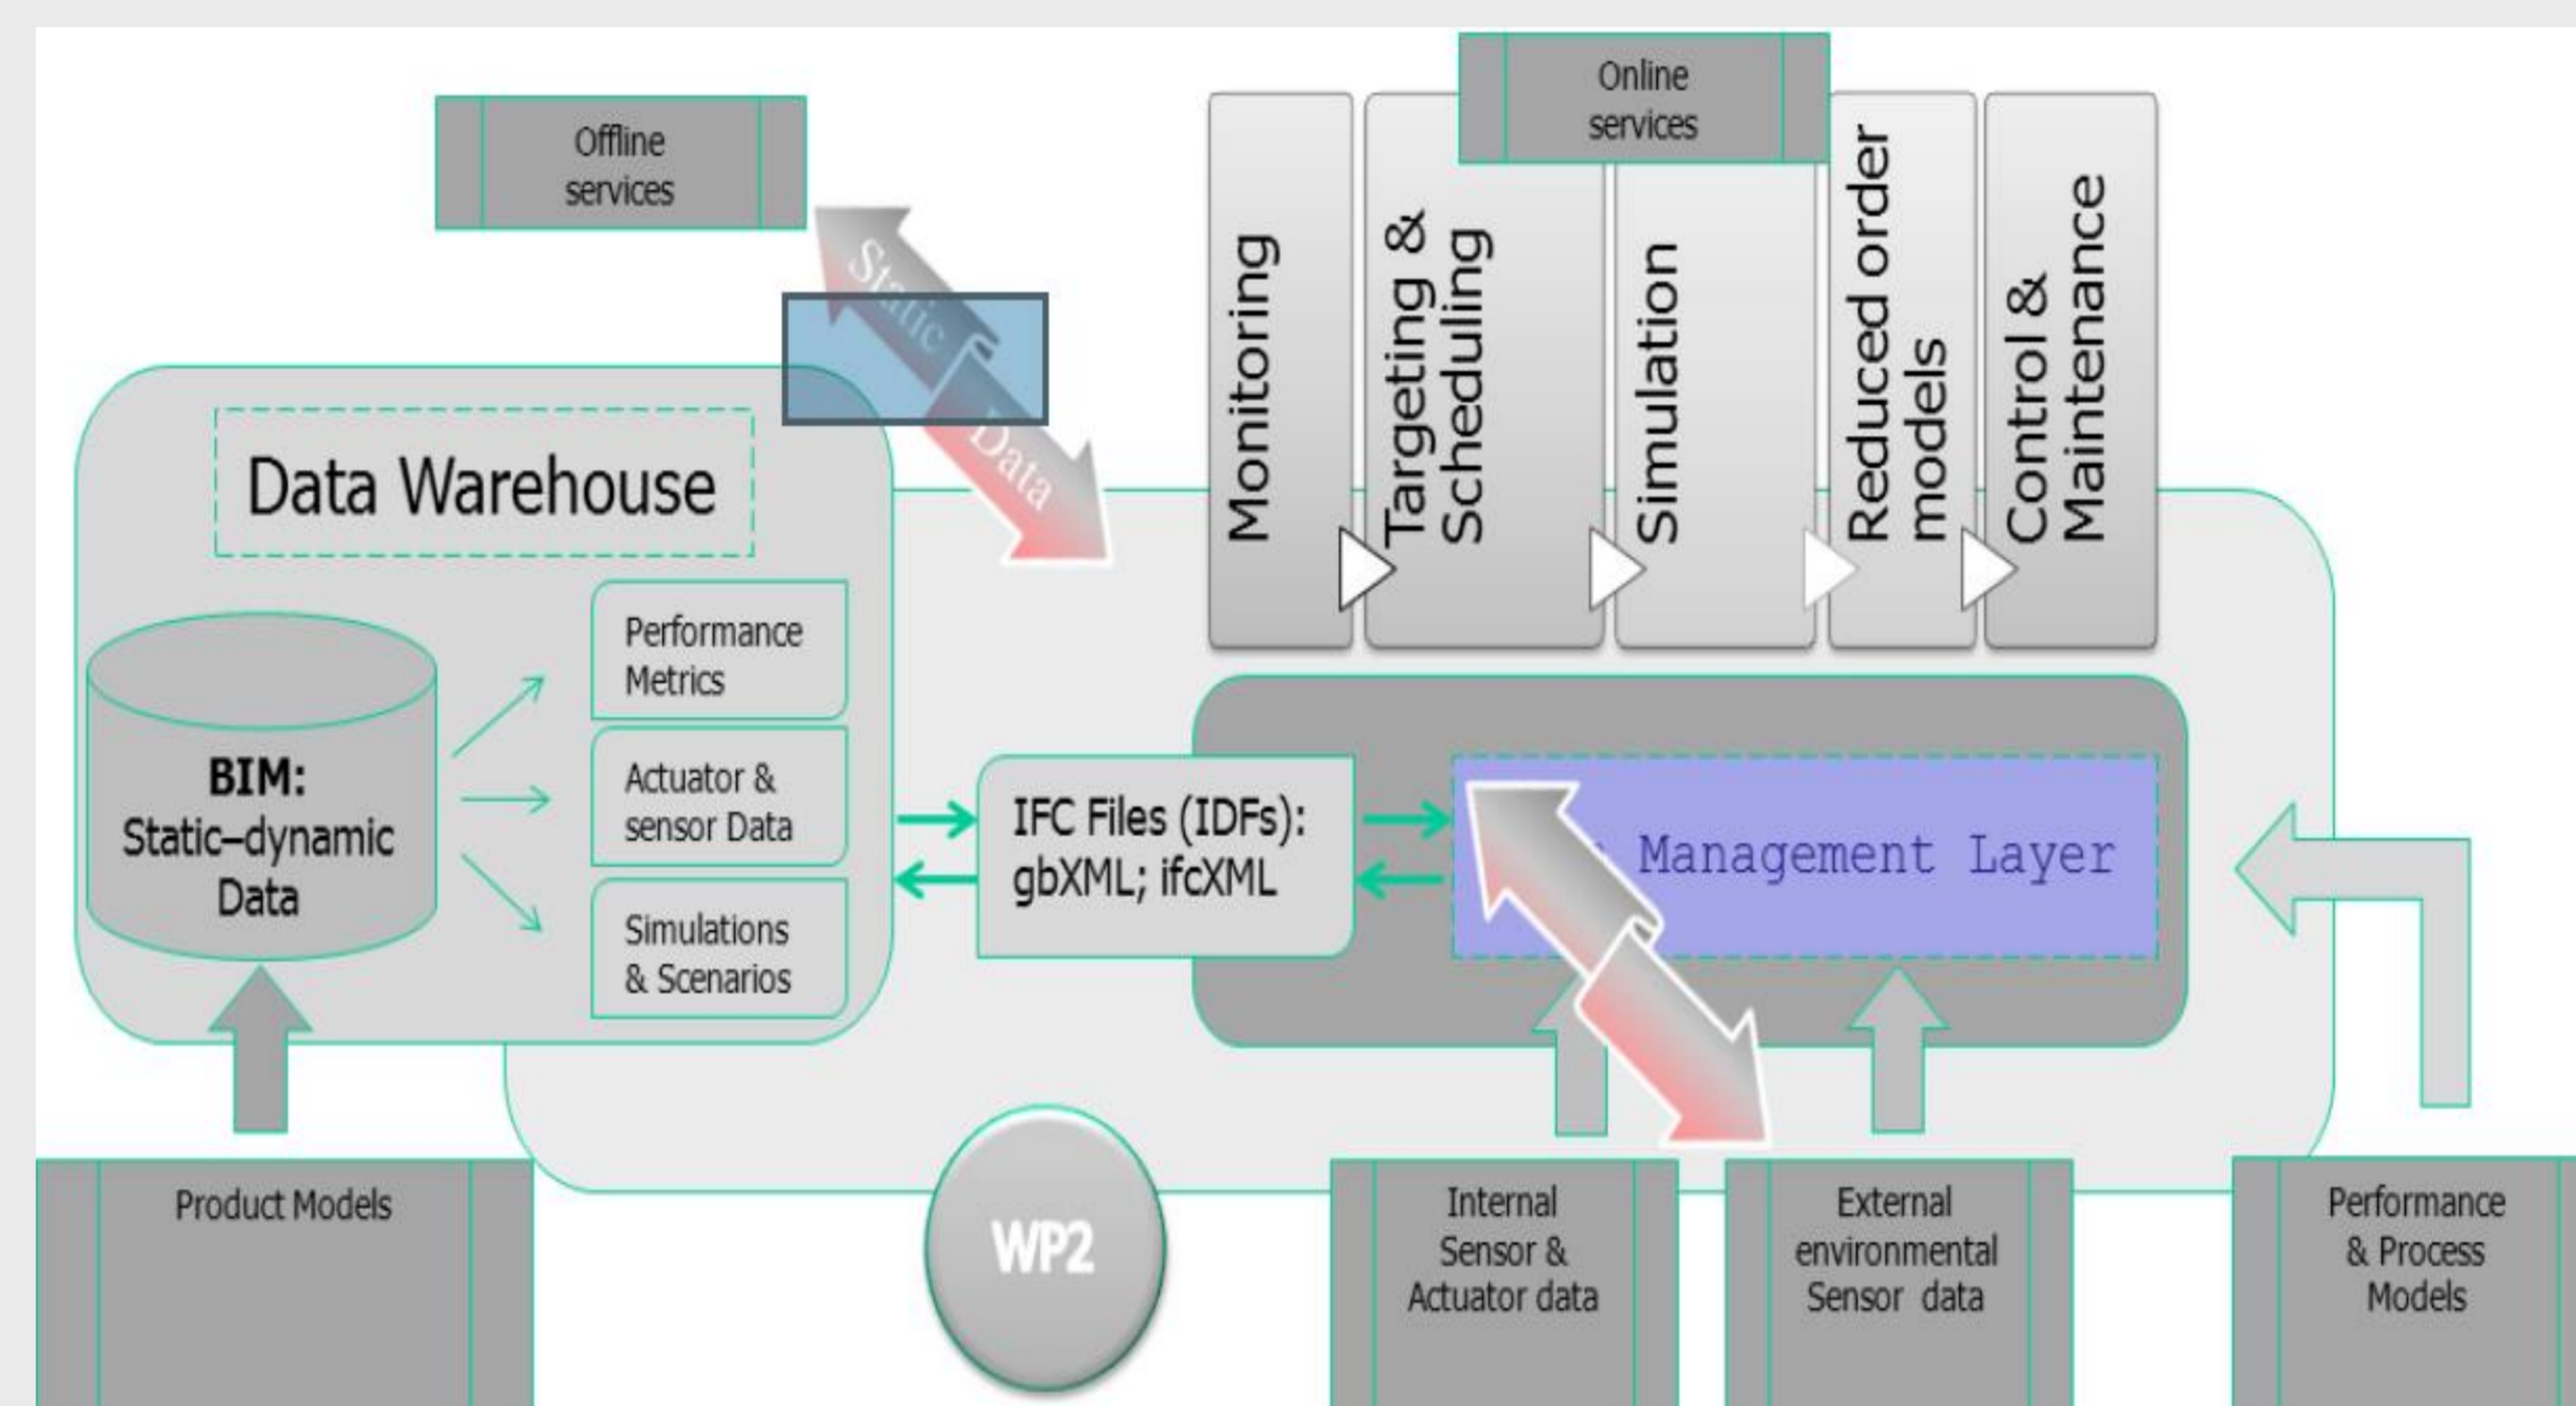 Online
services
Offline
services
Static
Data
Monitoring
Targeting &
Scheduling
Simulation
Reduced order
models
Control &
Maintenance
Data Warehouse
Performance
Metrics
BIM:
Static–dynamic
Data
Actuator &
sensor Data
Simulations
& Scenarios
IFC Files (IDFs):
gbXML; ifcXML
Management Layer
Product Models
WP2
Internal
Sensor &
Actuator data
External
environmental
Sensor data
Performance
& Process
Models